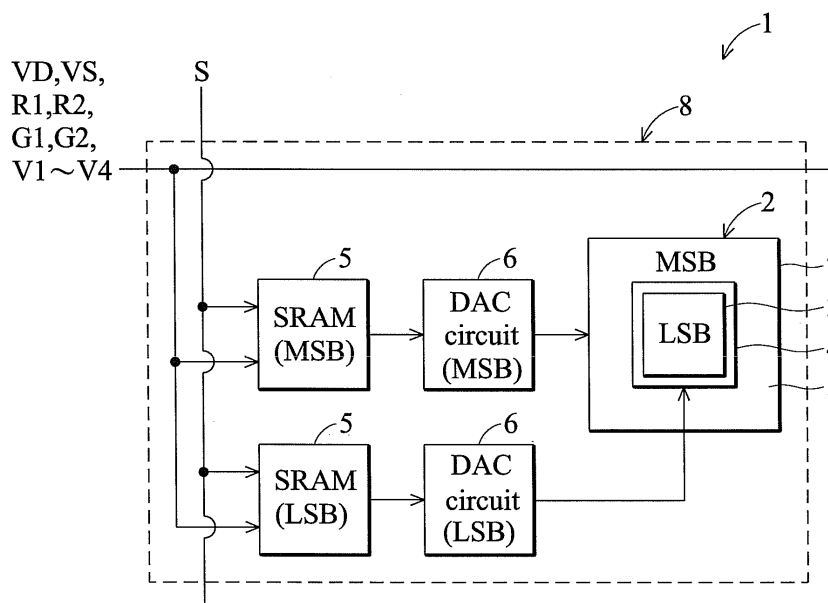 1
VD,VS,
R1,R2,
G1,G2,
V1~V4
S
8
2
MSB
LSB
5
SRAM
(MSB)
6
DAC
circuit
(MSB)
5
SRAM
(LSB)
6
DAC
circuit
(LSB)